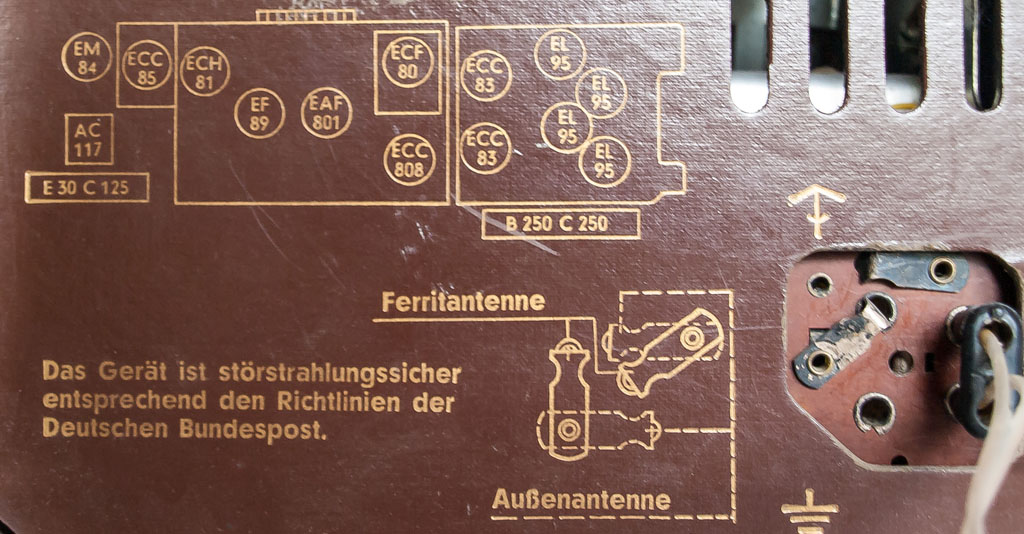 EM
84
ECC
85
ECH
81
EF
89
EAF
801
ECF
80
ECC
808
ECC
83
ECC
83
EL
95
EL
95
EL
95
EL
95
AC
117
E 30 C 125
B 250 C 250
Ferritantenne
Das Gerät ist störstrahlungssicher
entsprechend den Richtlinien der
Deutschen Bundespost.
Außenantenne